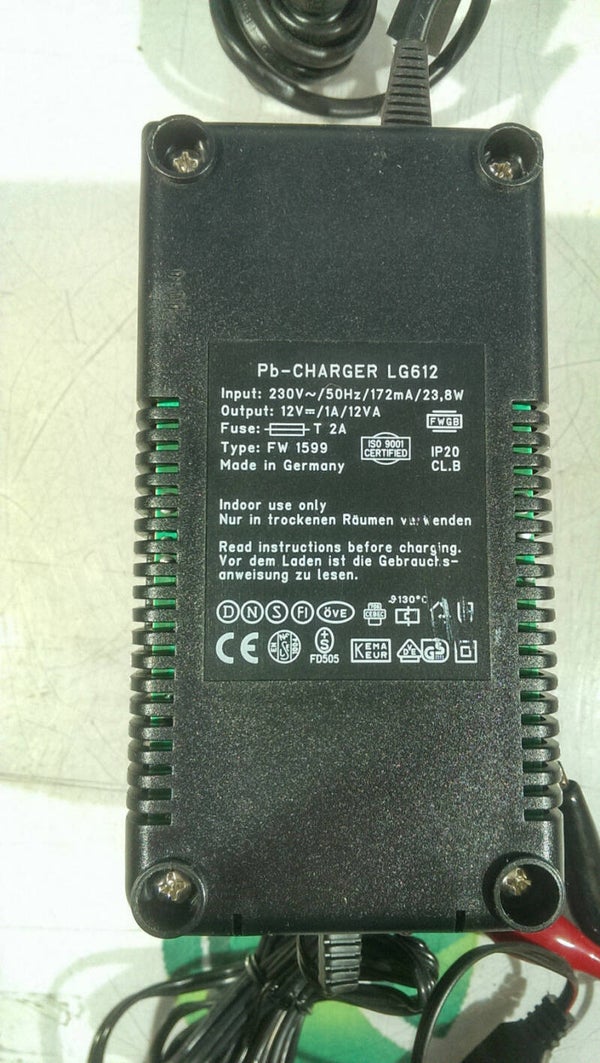 Pb-CHARGER LG612
Input: 230V~/50Hz/172mA/23,8W
Output: 12V⎓/1A/12VA
Fuse: T 2A
FWGB
Type: FW 1599
ISO 9001
CERTIFIED
IP20
Made in Germany
CL.B
Indoor use only
Nur in trockenen Räumen verwenden
Read instructions before charging.
Vor dem Laden ist die Gebrauchs-
anweisung zu lesen.
D N S FI ÖVE
130°C
CE
S
FD505
KEMA
EUR
VDE
GS